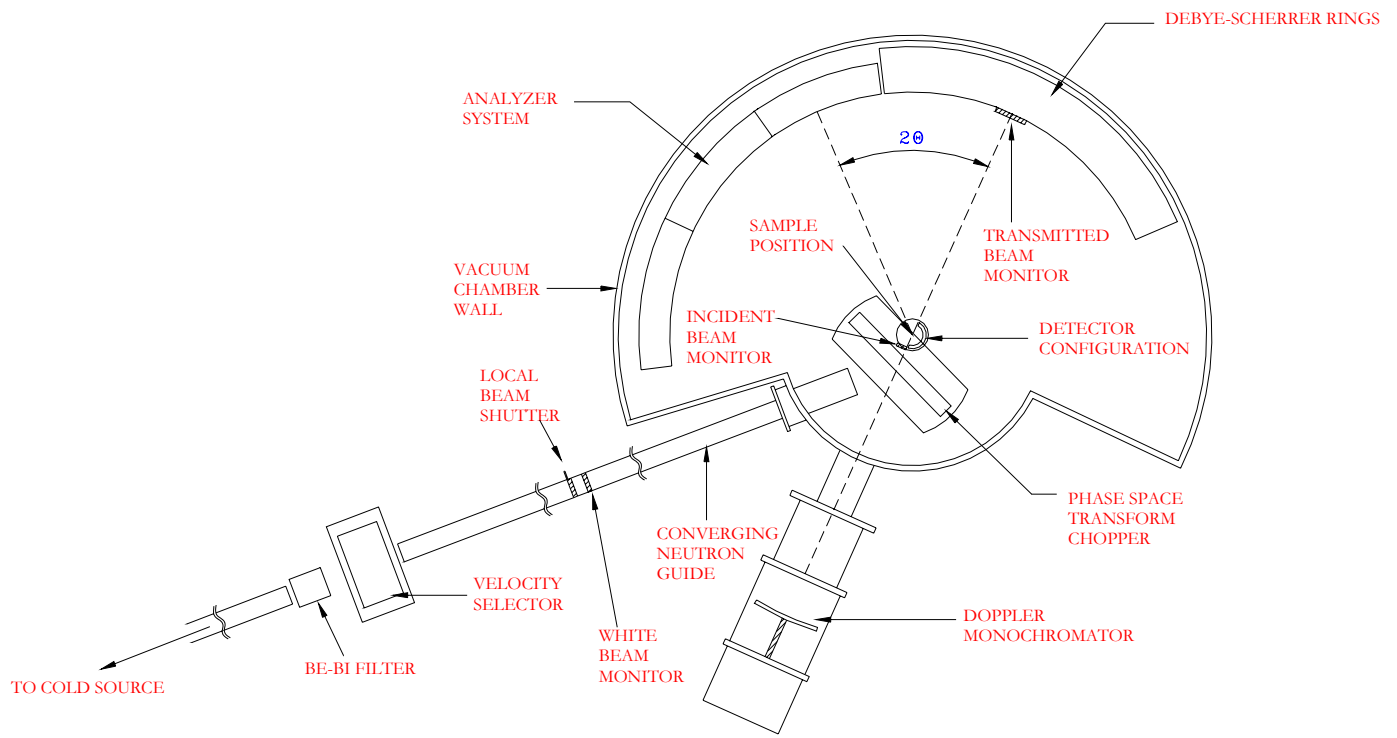 DEBYE-SCHERRER RINGS
ANALYZER
SYSTEM
2Θ
SAMPLE
POSITION
TRANSMITTED
BEAM
MONITOR
VACUUM
CHAMBER
WALL
INCIDENT
BEAM
MONITOR
DETECTOR
CONFIGURATION
LOCAL
BEAM
SHUTTER
PHASE SPACE
TRANSFORM
CHOPPER
CONVERGING
NEUTRON
GUIDE
VELOCITY
SELECTOR
DOPPLER
MONOCHROMATOR
WHITE
BEAM
MONITOR
BE-BI FILTER
TO COLD SOURCE